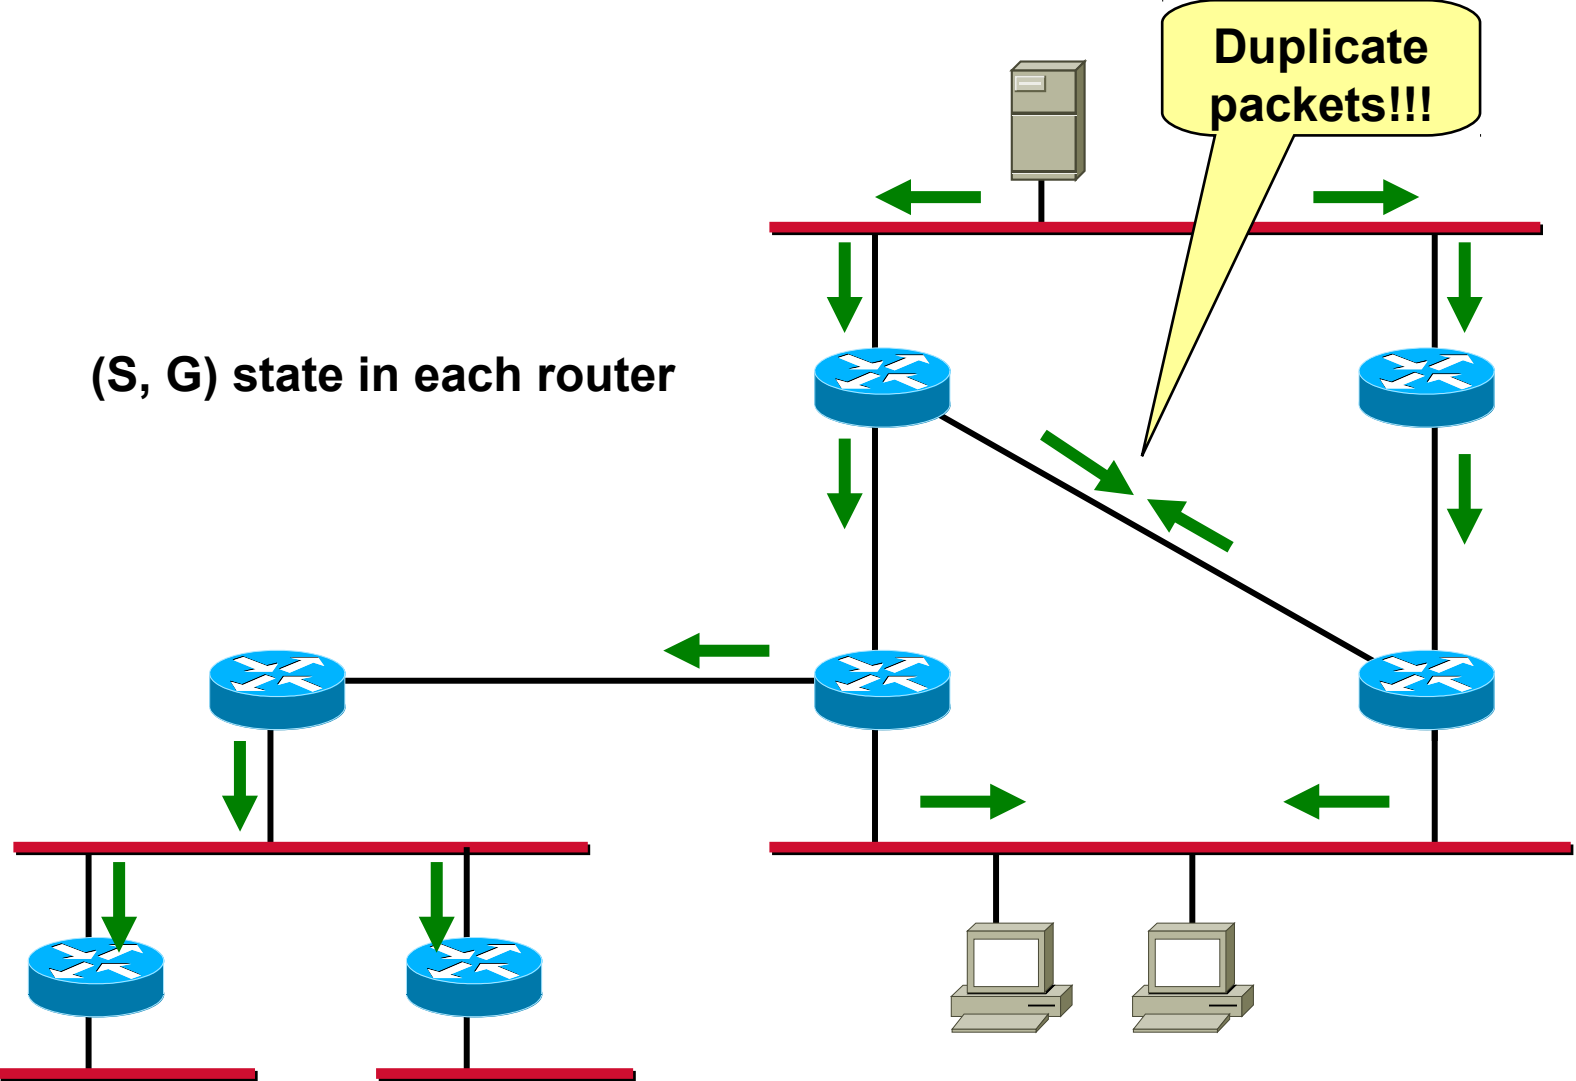 Duplicate
packets!!!
(S, G) state in each router